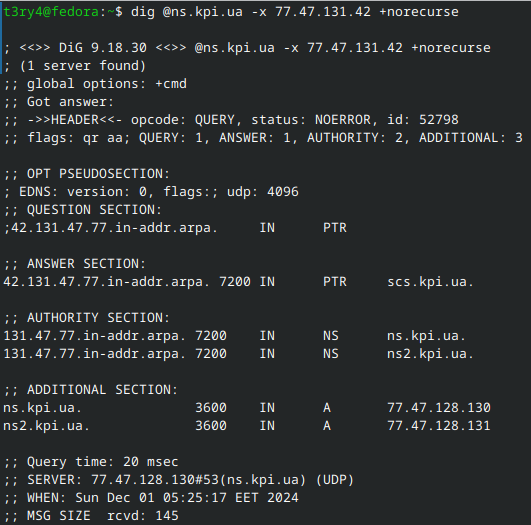 t3ry4@fedora:~$ dig @ns.kpi.ua -x 77.47.131.42 +norecurse

; <<>> DiG 9.18.30 <<>> @ns.kpi.ua -x 77.47.131.42 +norecurse
; (1 server found)
;; global options: +cmd
;; Got answer:
;; ->>HEADER<<- opcode: QUERY, status: NOERROR, id: 52798
;; flags: qr aa; QUERY: 1, ANSWER: 1, AUTHORITY: 2, ADDITIONAL: 3

;; OPT PSEUDOSECTION:
; EDNS: version: 0, flags:; udp: 4096
;; QUESTION SECTION:
;42.131.47.77.in-addr.arpa.	IN	PTR

;; ANSWER SECTION:
42.131.47.77.in-addr.arpa. 7200	IN	PTR	scs.kpi.ua.

;; AUTHORITY SECTION:
131.47.77.in-addr.arpa.	7200	IN	NS	ns.kpi.ua.
131.47.77.in-addr.arpa.	7200	IN	NS	ns2.kpi.ua.

;; ADDITIONAL SECTION:
ns.kpi.ua.	3600	IN	A	77.47.128.130
ns2.kpi.ua.	3600	IN	A	77.47.128.131

;; Query time: 20 msec
;; SERVER: 77.47.128.130#53(ns.kpi.ua) (UDP)
;; WHEN: Sun Dec 01 05:25:17 EET 2024
;; MSG SIZE  rcvd: 145